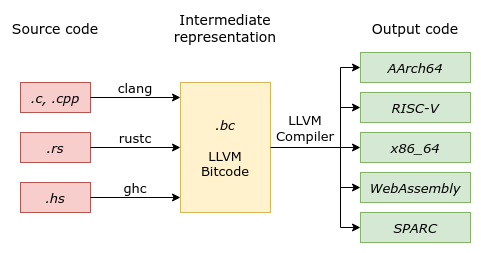 Source code
Intermediate
representation
Output code
.c, .cpp
clang
.rs
rustc
.hs
ghc
.bc
LLVM
Bitcode
LLVM
Compiler
AArch64
RISC-V
x86_64
WebAssembly
SPARC